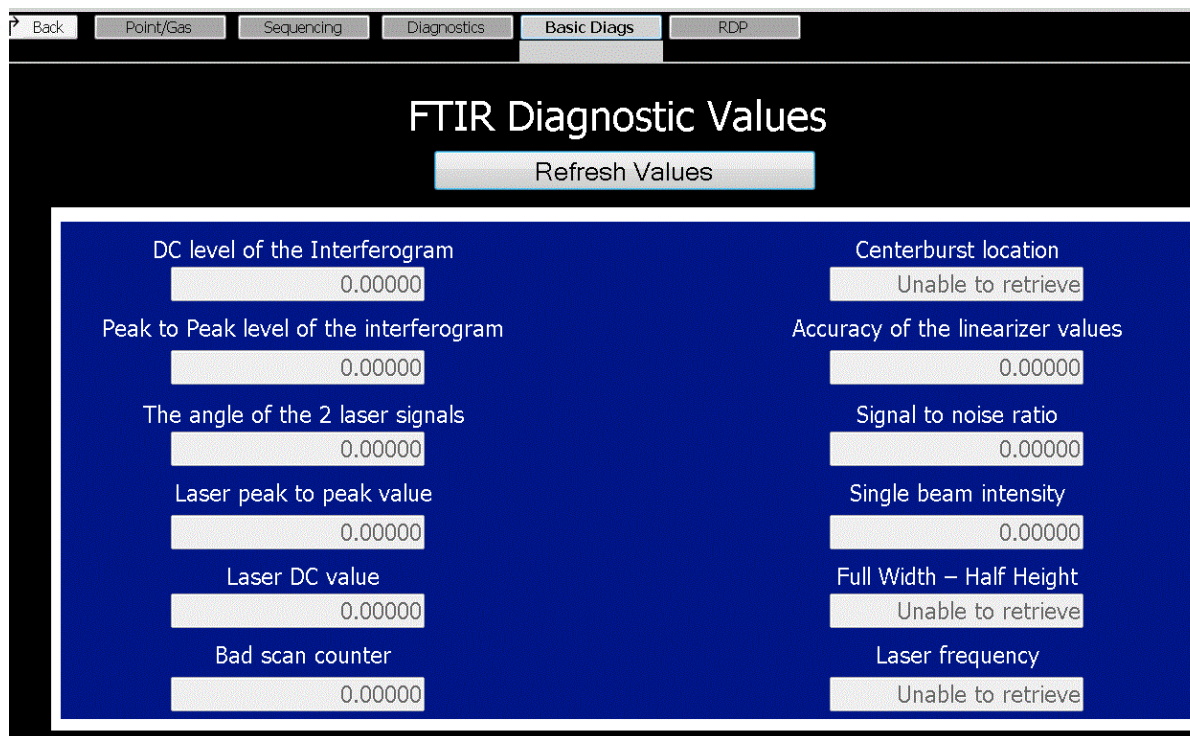 Back Point/Gas Sequencing Diagnostics Basic Diags RDP
FTIR Diagnostic Values
Refresh Values
DC level of the Interferogram
0.00000
Peak to Peak level of the interferogram
0.00000
The angle of the 2 laser signals
0.00000
Laser peak to peak value
0.00000
Laser DC value
0.00000
Bad scan counter
0.00000
Centerburst location
Unable to retrieve
Accuracy of the linearizer values
0.00000
Signal to noise ratio
0.00000
Single beam intensity
0.00000
Full Width – Half Height
Unable to retrieve
Laser frequency
Unable to retrieve